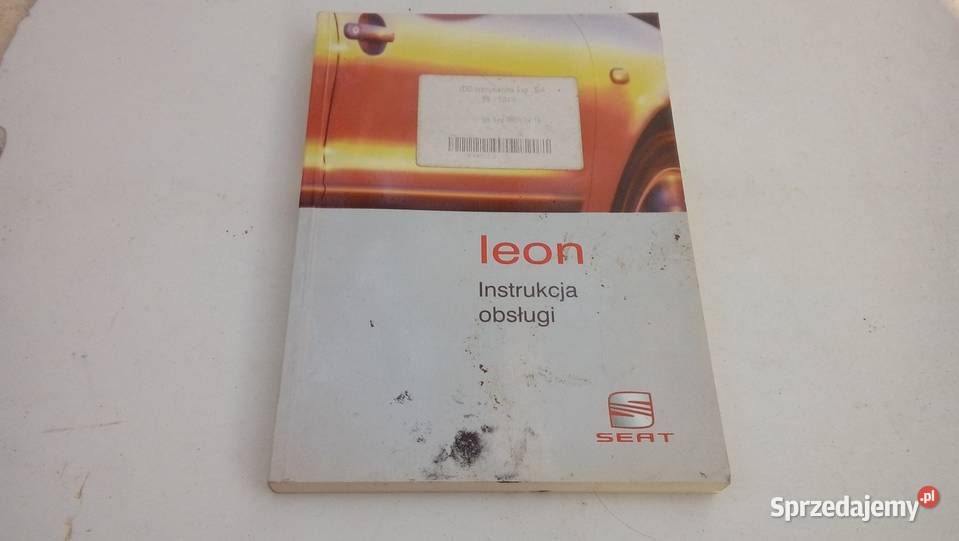 leon
Instrukcja
obsługi
SEAT
Sprzedajemy.pl